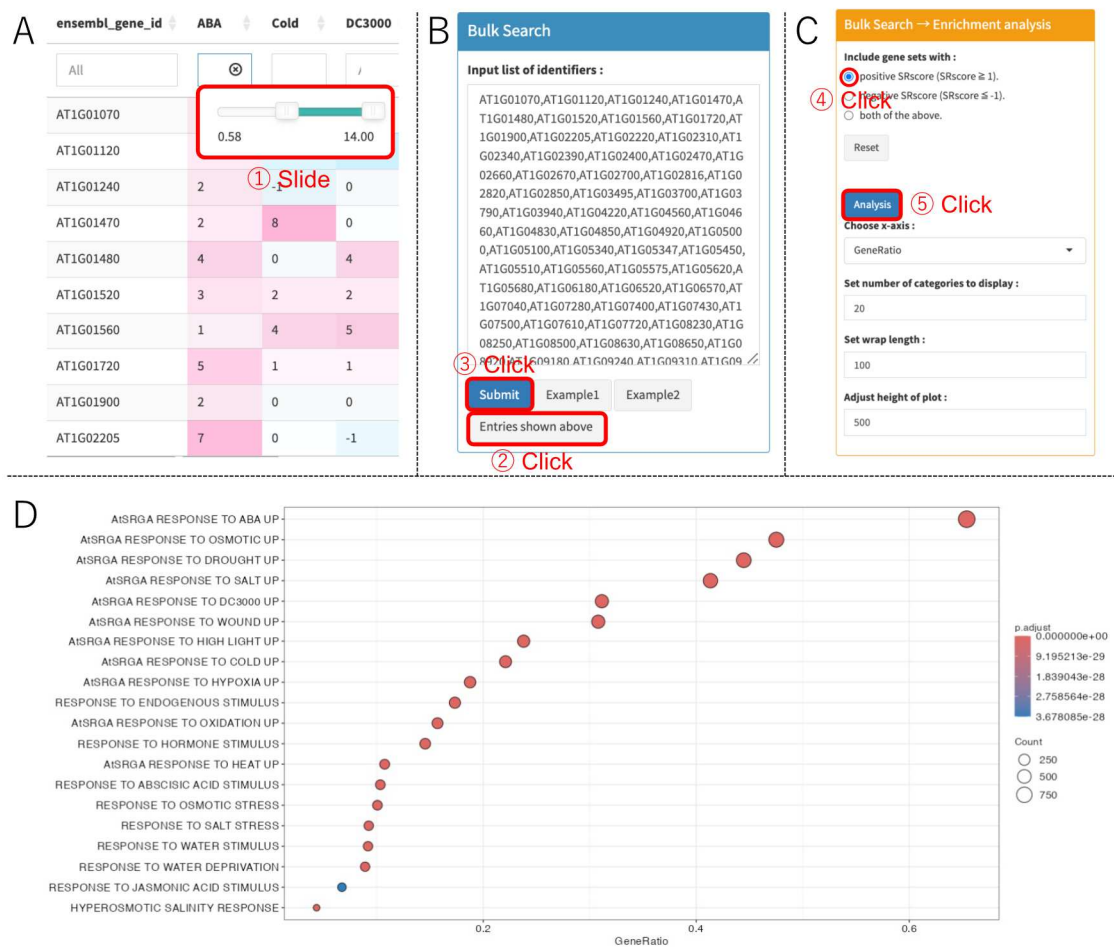 A
ensembl_gene_id ABA Cold DC3000
All
0.58 14.00
① Slide
AT1G01070
AT1G01120
AT1G01240 2 -1 0
AT1G01470 2 8 0
AT1G01480 4 0 4
AT1G01520 3 2 2
AT1G01560 1 4 5
AT1G01720 5 1 1
AT1G01900 2 0 0
AT1G02205 7 0 -1
B
Bulk Search
Input list of identifiers :
AT1G01070,AT1G01120,AT1G01240,AT1G01470,A
T1G01480,AT1G01520,AT1G01560,AT1G01720,AT
1G01900,AT1G02205,AT1G02220,AT1G02310,AT1
G02340,AT1G02390,AT1G02400,AT1G02470,AT1G
02660,AT1G02670,AT1G02700,AT1G02816,AT1G0
2820,AT1G02850,AT1G03495,AT1G03700,AT1G03
790,AT1G03940,AT1G04220,AT1G04560,AT1G046
60,AT1G04830,AT1G04850,AT1G04920,AT1G0500
0,AT1G05100,AT1G05340,AT1G05347,AT1G05450,
AT1G05510,AT1G05560,AT1G05575,AT1G05620,A
T1G05680,AT1G06180,AT1G06520,AT1G06570,AT
1G07040,AT1G07280,AT1G07400,AT1G07430,AT1
G07500,AT1G07610,AT1G07720,AT1G08230,AT1G
08250,AT1G08500,AT1G08630,AT1G08650,AT1G0
8920,AT1G09180,AT1G09240,AT1G09310,AT1G09
③ Click
Submit Example1 Example2
Entries shown above
② Click
C
Bulk Search → Enrichment analysis
Include gene sets with :
positive SRscore (SRscore ≧ 1).
④ Click
negative SRscore (SRscore ≦ -1).
both of the above.
Reset
Analysis
⑤ Click
Choose x-axis :
GeneRatio
Set number of categories to display :
20
Set wrap length :
100
Adjust height of plot :
500
D
AtSRGA RESPONSE TO ABA UP
AtSRGA RESPONSE TO OSMOTIC UP
AtSRGA RESPONSE TO DROUGHT UP
AtSRGA RESPONSE TO SALT UP
AtSRGA RESPONSE TO DC3000 UP
AtSRGA RESPONSE TO WOUND UP
AtSRGA RESPONSE TO HIGH LIGHT UP
AtSRGA RESPONSE TO COLD UP
AtSRGA RESPONSE TO HYPOXIA UP
RESPONSE TO ENDOGENOUS STIMULUS
AtSRGA RESPONSE TO OXIDATION UP
RESPONSE TO HORMONE STIMULUS
AtSRGA RESPONSE TO HEAT UP
RESPONSE TO ABSCISIC ACID STIMULUS
RESPONSE TO OSMOTIC STRESS
RESPONSE TO SALT STRESS
RESPONSE TO WATER STIMULUS
RESPONSE TO WATER DEPRIVATION
RESPONSE TO JASMONIC ACID STIMULUS
HYPEROSMOTIC SALINITY RESPONSE
0.2 0.4 0.6
GeneRatio
p.adjust
0.000000e+00
9.195213e-29
1.839043e-28
2.758564e-28
3.678085e-28
Count
250
500
750